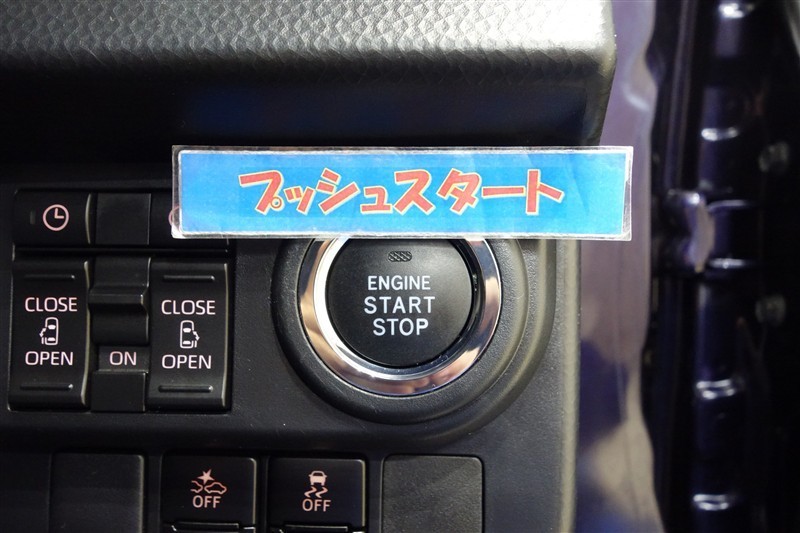 プッシュスタート
ENGINE
START
STOP
CLOSE
OPEN
ON
CLOSE
OPEN
OFF
OFF